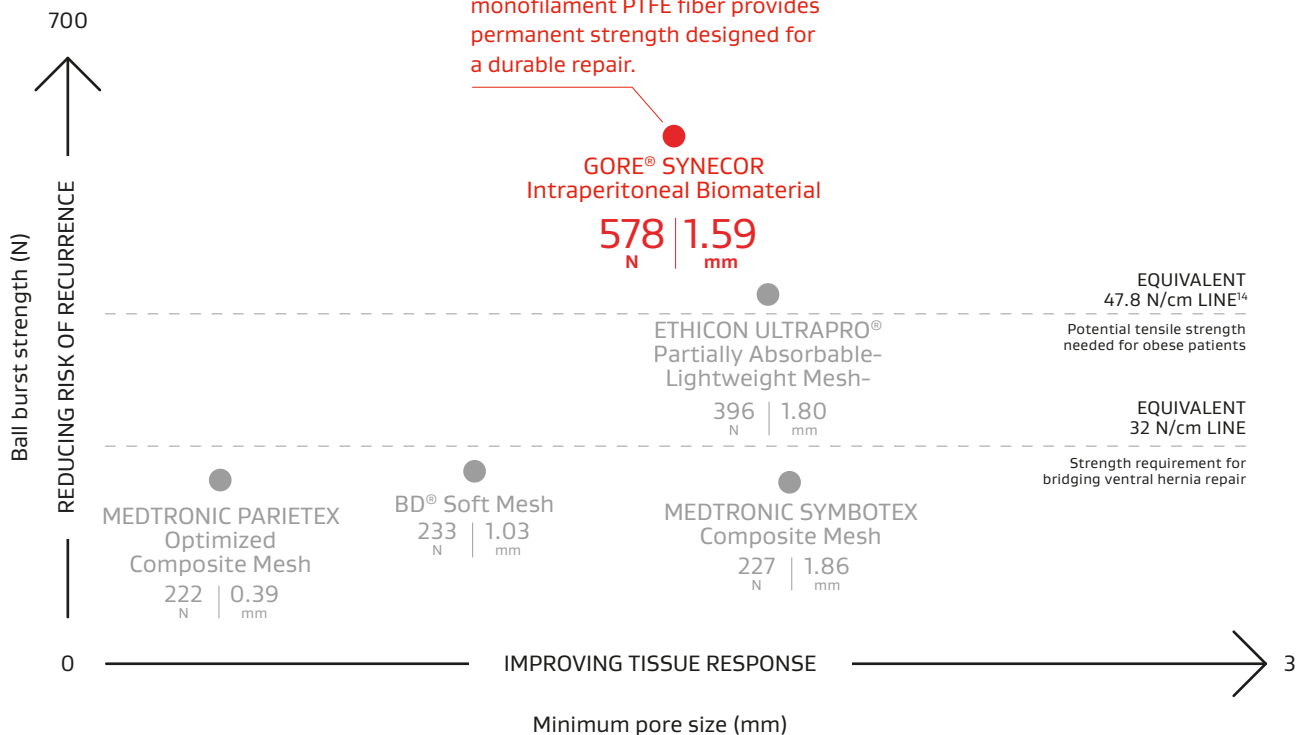 700
monofilament PTFE fiber provides
permanent strength designed for
a durable repair.
Ball burst strength (N)
REDUCING RISK OF RECURRENCE
GORE® SYNECOR
Intraperitoneal Biomaterial
578 | 1.59
N mm
EQUIVALENT
47.8 N/cm LINE14
Potential tensile strength
needed for obese patients
ETHICON ULTRAPRO®
Partially Absorbable-
Lightweight Mesh-
396 | 1.80
N mm
EQUIVALENT
32 N/cm LINE
Strength requirement for
bridging ventral hernia repair
MEDTRONIC PARIETEX
Optimized
Composite Mesh
222 | 0.39
N mm
BD® Soft Mesh
233 | 1.03
N mm
MEDTRONIC SYMBOTEX
Composite Mesh
227 | 1.86
N mm
0
IMPROVING TISSUE RESPONSE
3
Minimum pore size (mm)